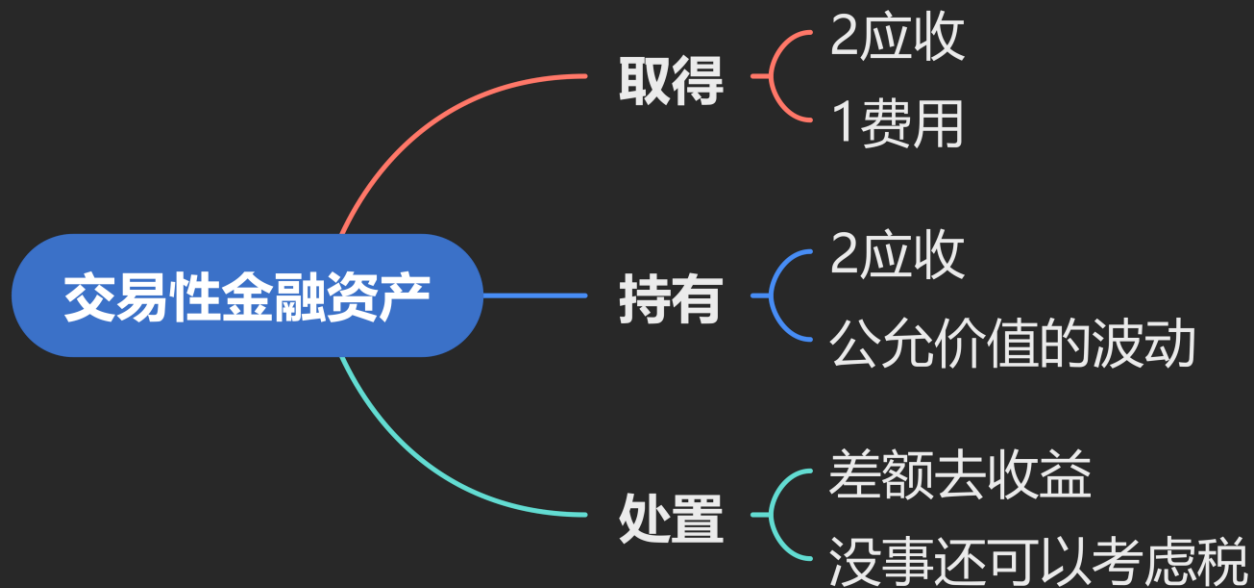 交易性金融资产
取得
2应收
1费用
持有
2应收
公允价值的波动
处置
差额去收益
没事还可以考虑税